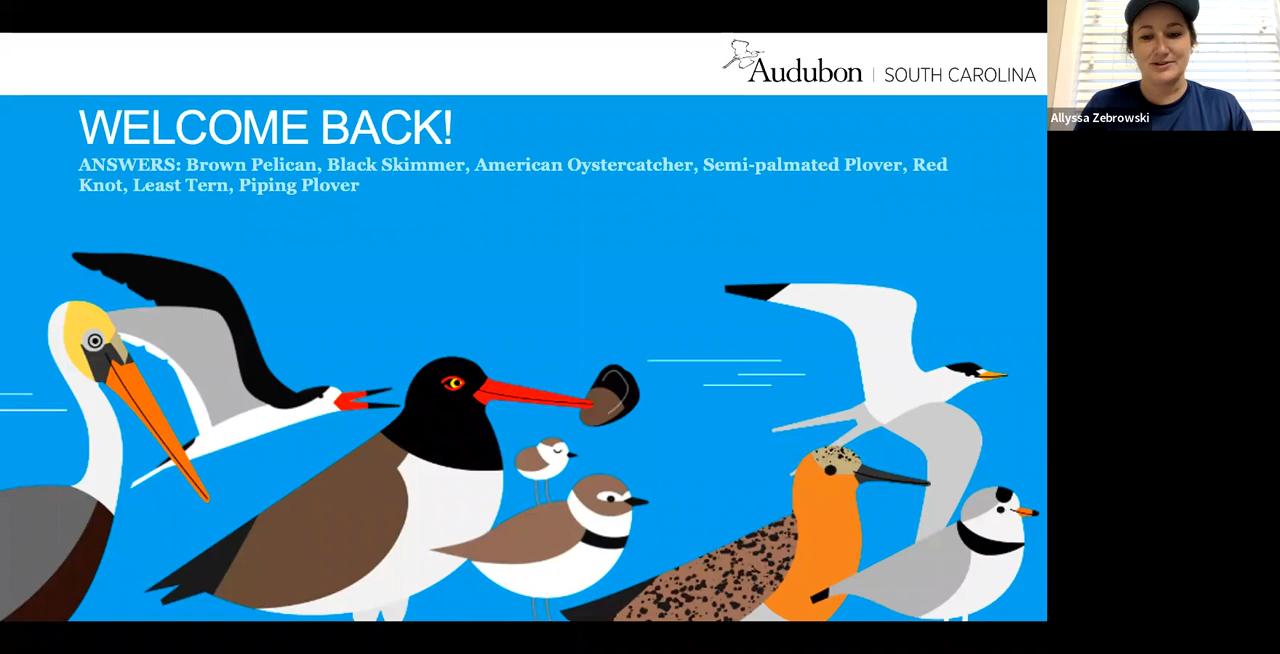 Audubon | SOUTH CAROLINA
Allyssa Zebrowski
WELCOME BACK!
ANSWERS: Brown Pelican, Black Skimmer, American Oystercatcher, Semi-palmated Plover, Red
Knot, Least Tern, Piping Plover